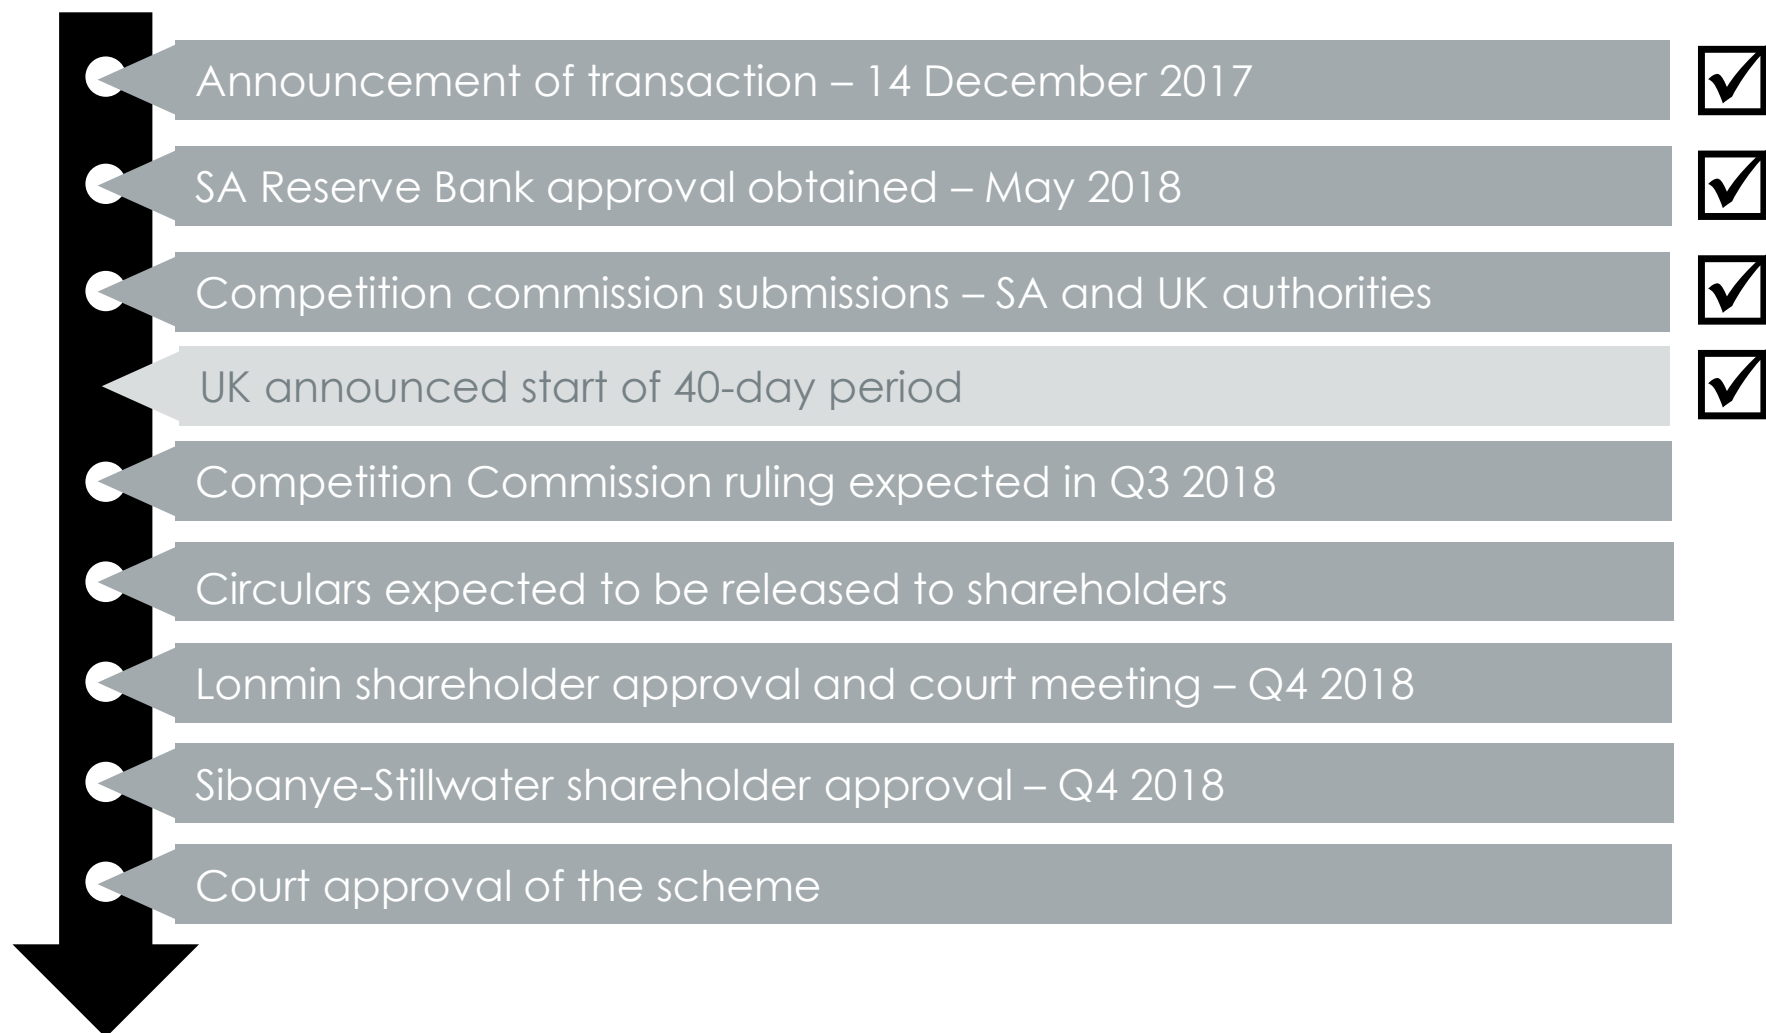 Announcement of transaction – 14 December 2017
SA Reserve Bank approval obtained – May 2018
Competition commission submissions – SA and UK authorities
UK announced start of 40-day period
Competition Commission ruling expected in Q3 2018
Circulars expected to be released to shareholders
Lonmin shareholder approval and court meeting – Q4 2018
Sibanye-Stillwater shareholder approval – Q4 2018
Court approval of the scheme